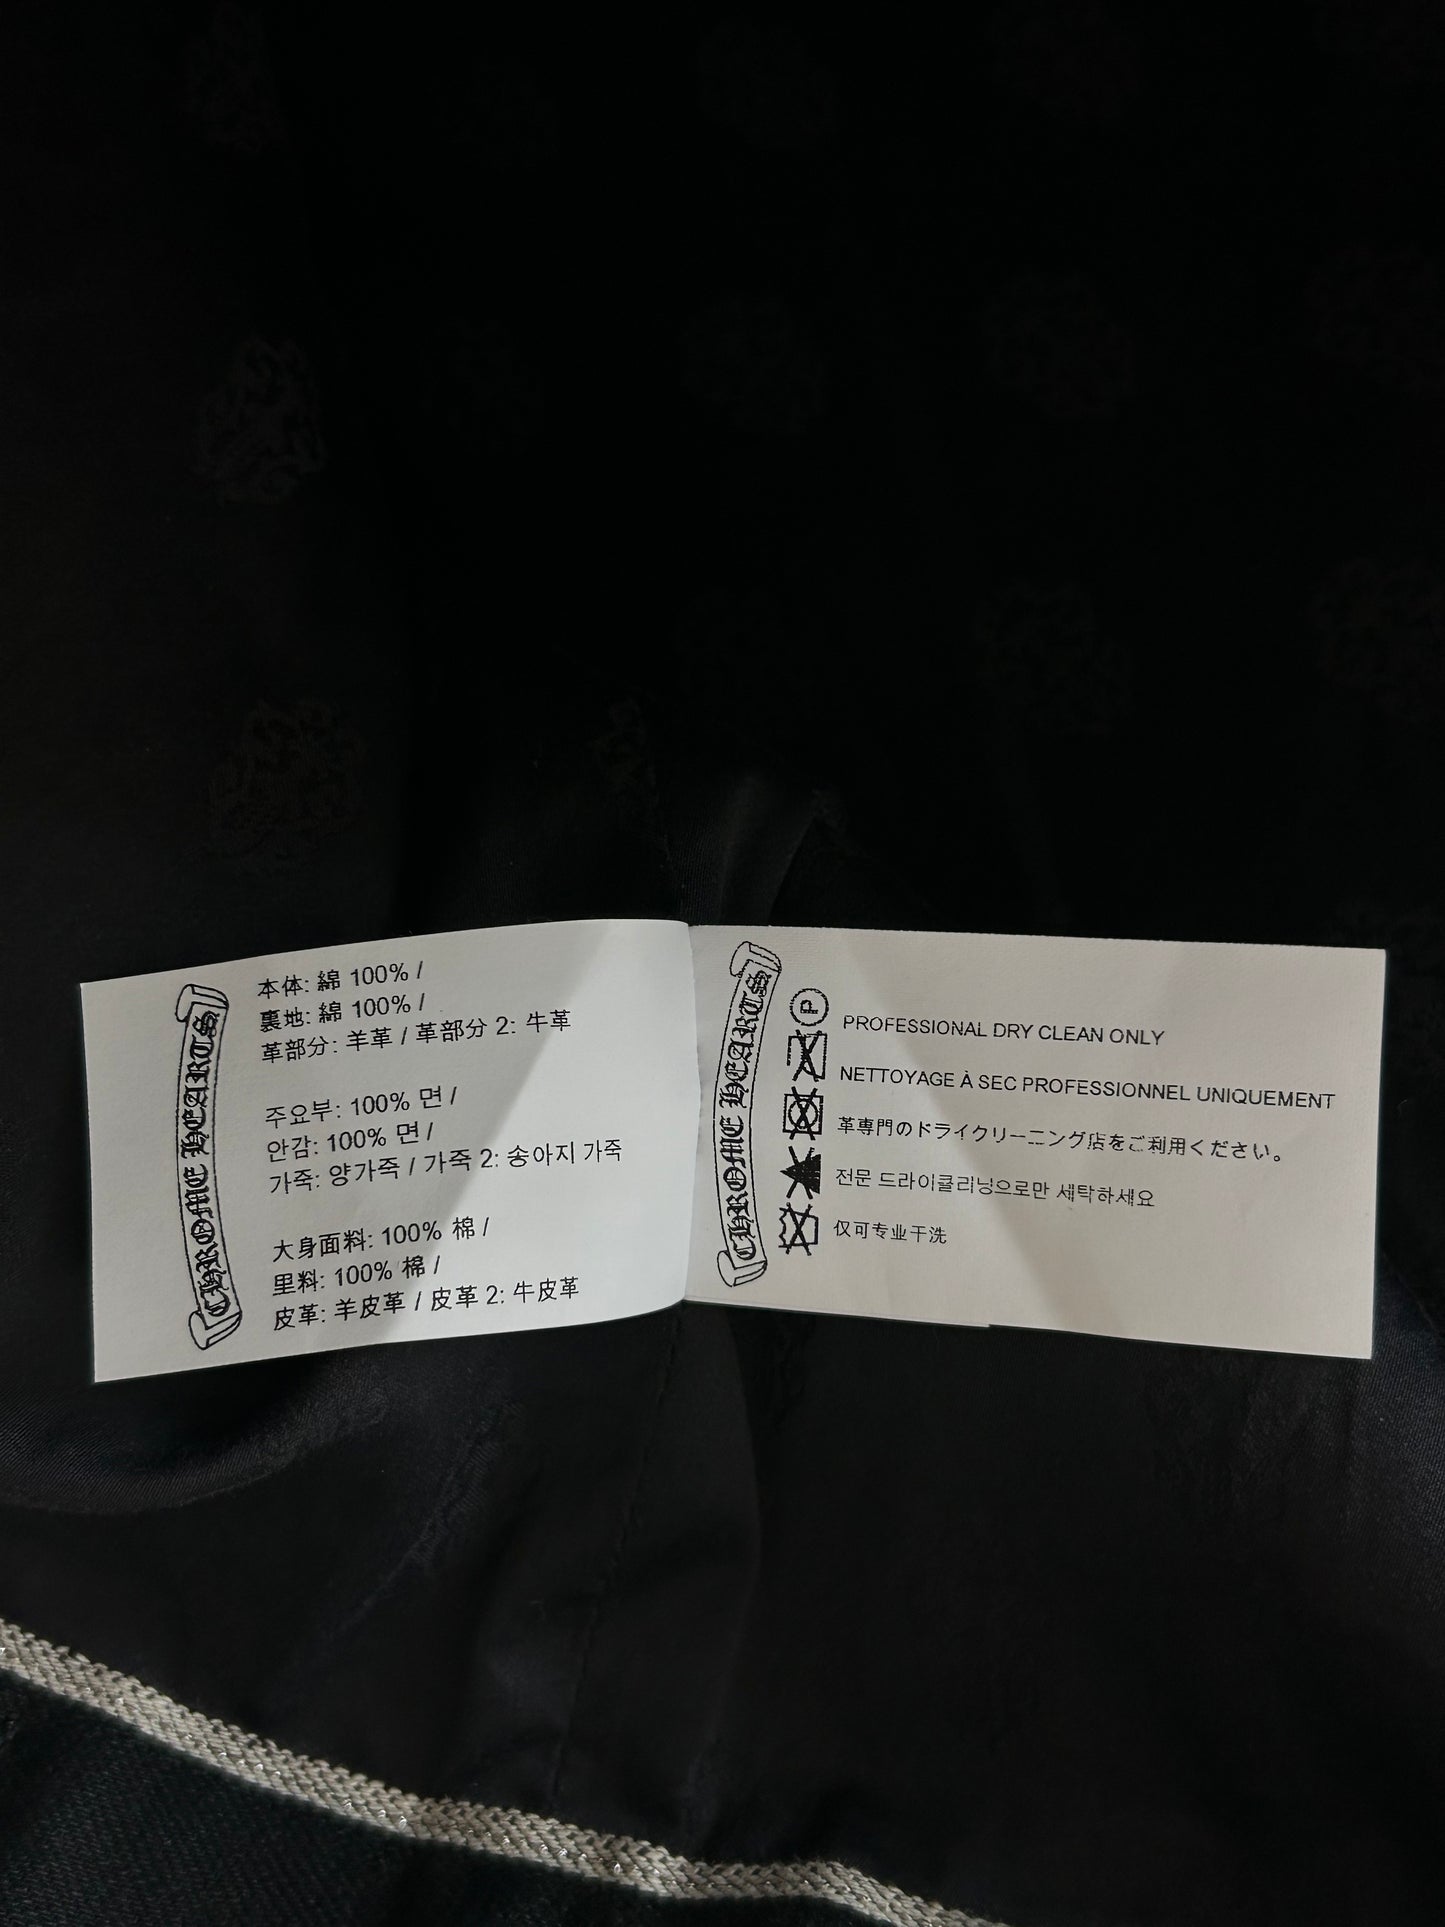 CHROME HEARTS
本体: 綿 100% /
裏地: 綿 100% /
革部分: 羊革 / 革部分 2: 牛革
주요부: 100% 면 /
안감: 100% 면 /
가죽: 양가죽 / 가죽 2: 송아지 가죽
大身面料: 100% 棉 /
里料: 100% 棉 /
皮革: 羊皮革 / 皮革 2: 牛皮革
CHROME HEARTS
P
PROFESSIONAL DRY CLEAN ONLY
NETTOYAGE À SEC PROFESSIONNEL UNIQUEMENT
革専門のドライクリーニング店をご利用ください。
전문 드라이클리닝으로만 세탁하세요
仅可专业干洗